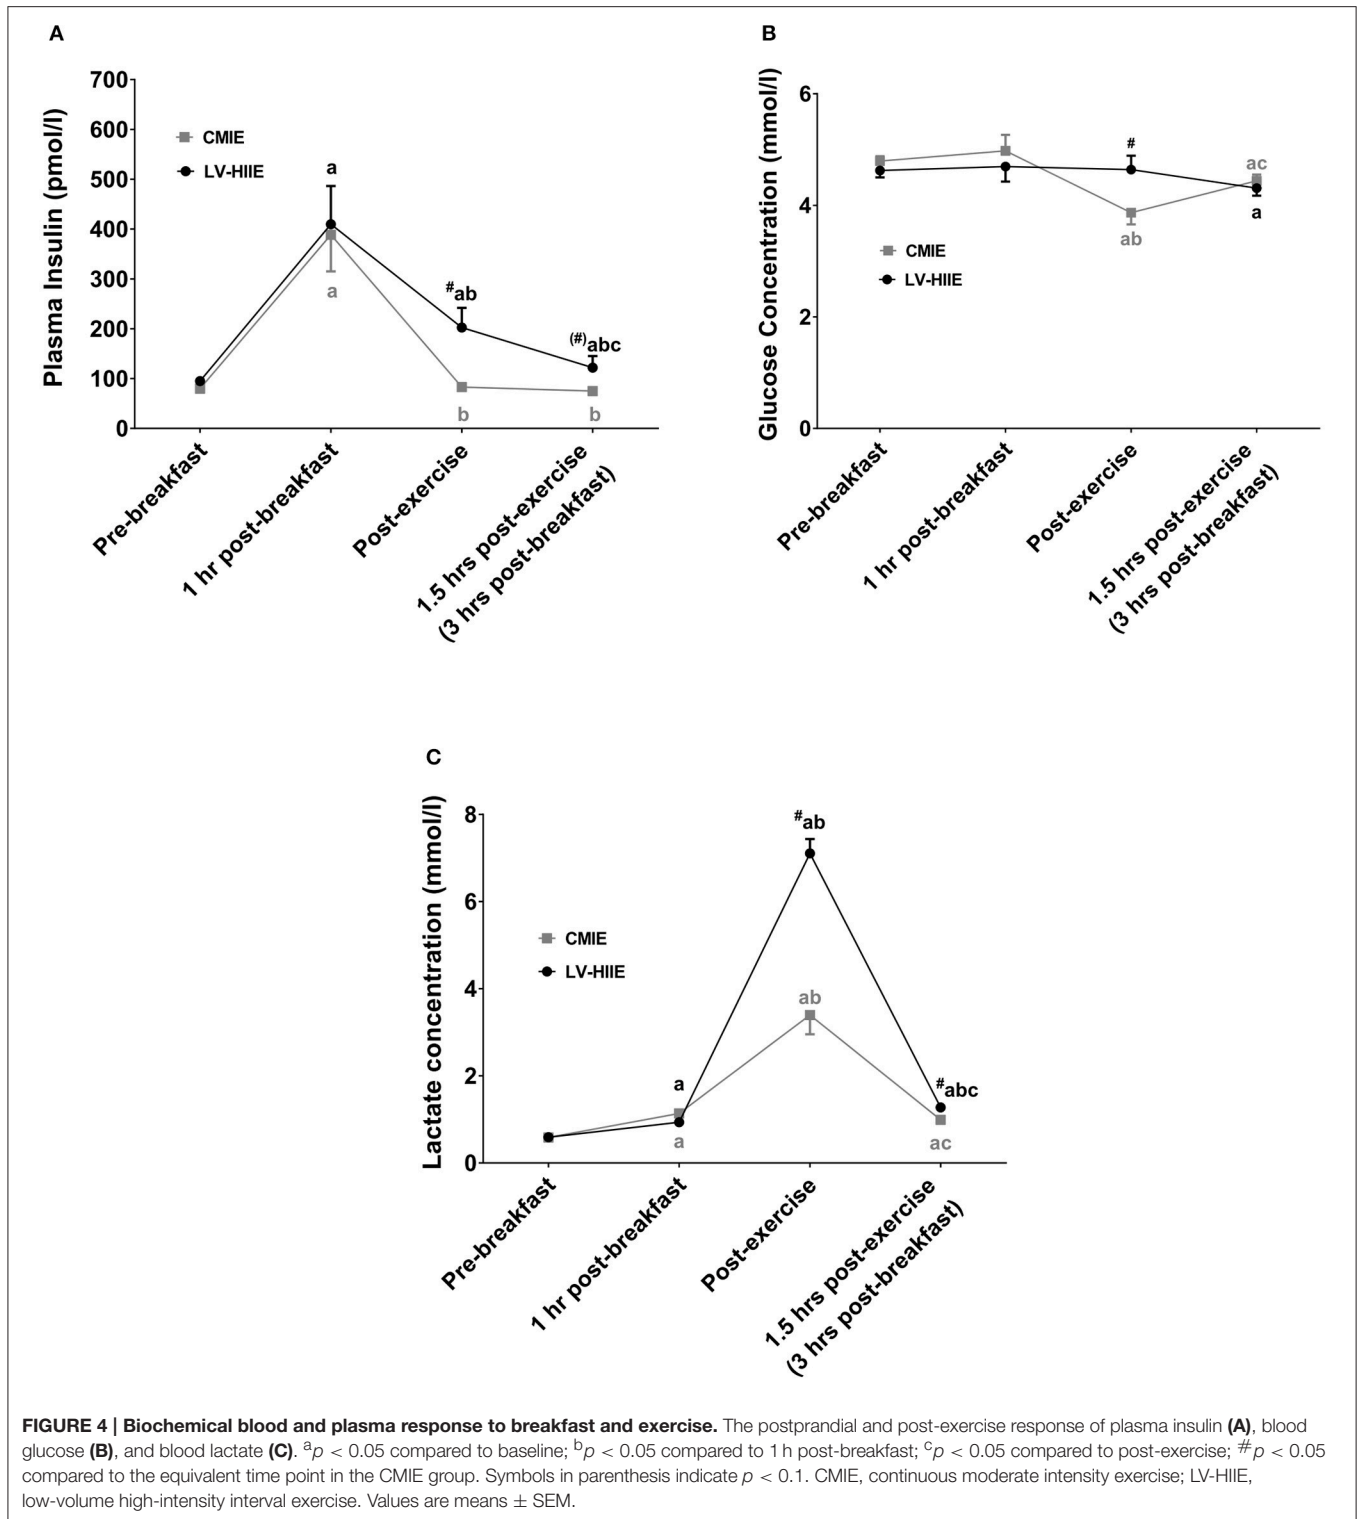 A
Plasma Insulin (pmol/l)
700
600
500
400
300
200
100
0
CMIE
LV-HIIE
a
a
#ab
b
(#)abc
b
Pre-breakfast
1 hr post-breakfast
Post-exercise
1.5 hrs post-exercise
(3 hrs post-breakfast)
B
Glucose Concentration (mmol/l)
6
4
2
0
CMIE
LV-HIIE
#
ab
ac
a
Pre-breakfast
1 hr post-breakfast
Post-exercise
1.5 hrs post-exercise
(3 hrs post-breakfast)
C
Lactate concentration (mmol/l)
8
6
4
2
0
CMIE
LV-HIIE
a
a
#ab
ab
#abc
ac
Pre-breakfast
1 hr post-breakfast
Post-exercise
1.5 hrs post-exercise
(3 hrs post-breakfast)
FIGURE 4 | Biochemical blood and plasma response to breakfast and exercise. The postprandial and post-exercise response of plasma insulin (A), blood
glucose (B), and blood lactate (C). ap < 0.05 compared to baseline; bp < 0.05 compared to 1 h post-breakfast; cp < 0.05 compared to post-exercise; #p < 0.05
compared to the equivalent time point in the CMIE group. Symbols in parenthesis indicate p < 0.1. CMIE, continuous moderate intensity exercise; LV-HIIE,
low-volume high-intensity interval exercise. Values are means ± SEM.